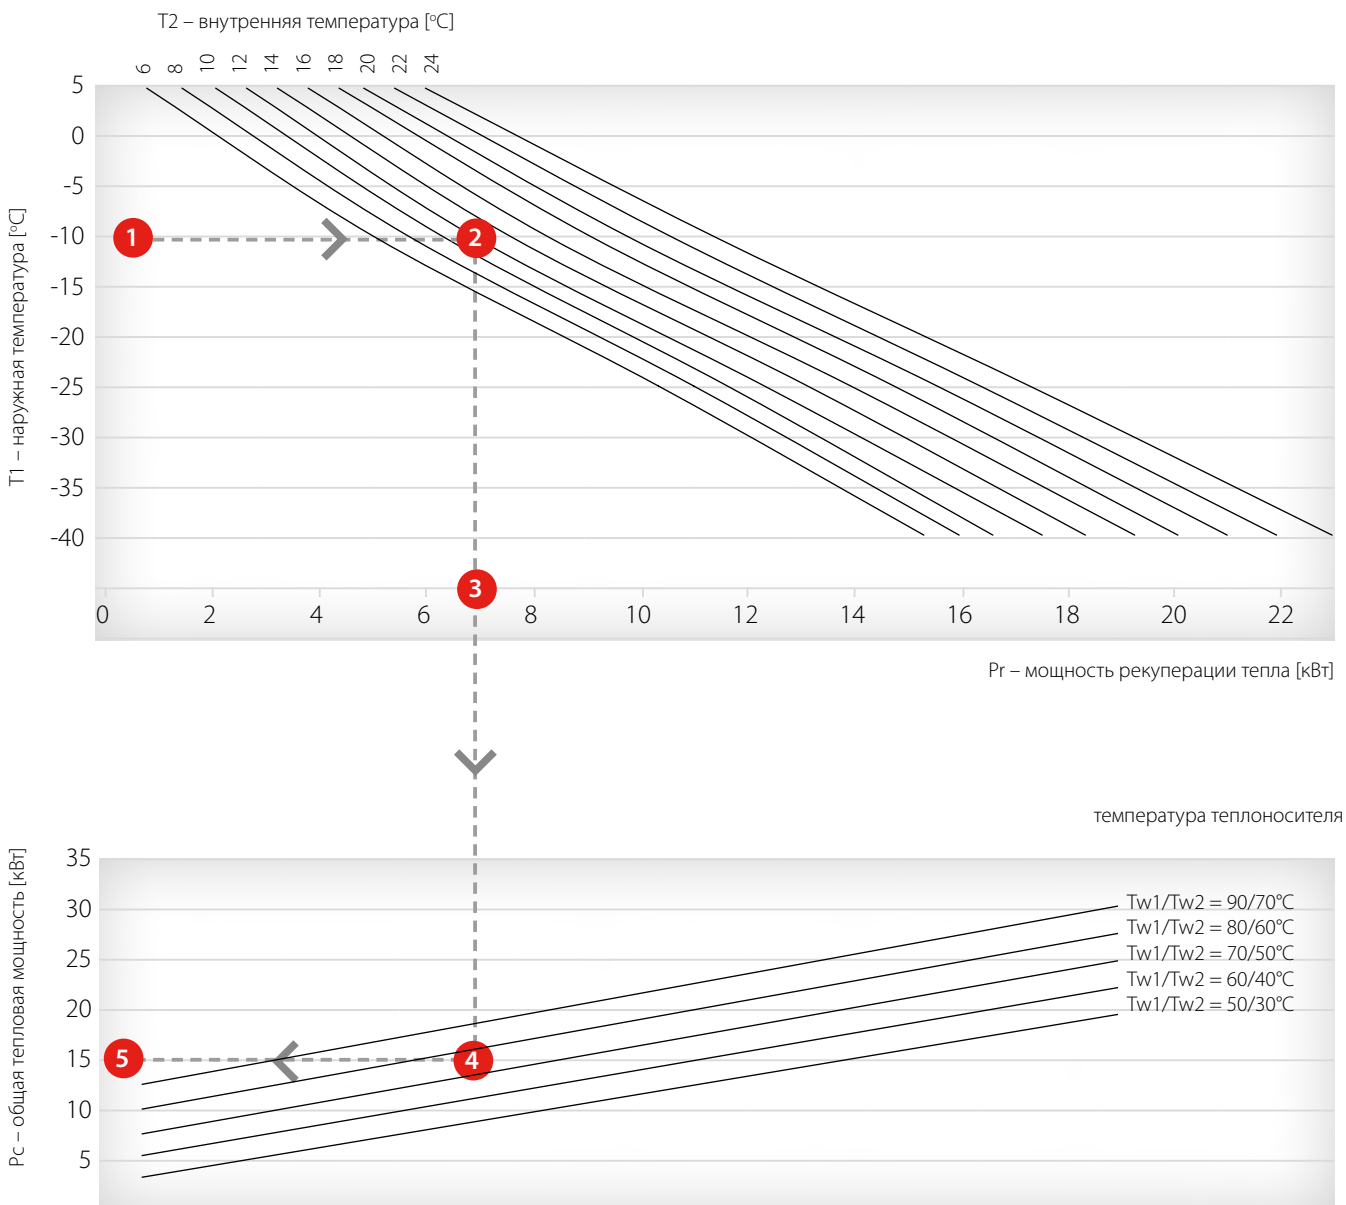 T2 – внутренняя температура [°C]
6 8 10 12 14 16 18 20 22 24
T1 – наружная температура [°C]
5
0
-5
-10
-15
-20
-25
-30
-35
-40
1
2
3
0 2 4 6 8 10 12 14 16 18 20 22
Pr – мощность рекуперации тепла [кВт]
температура теплоносителя
Pc – общая тепловая мощность [кВт]
35
30
25
20
15
10
5
Tw1/Tw2 = 90/70°C
Tw1/Tw2 = 80/60°C
Tw1/Tw2 = 70/50°C
Tw1/Tw2 = 60/40°C
Tw1/Tw2 = 50/30°C
5
4